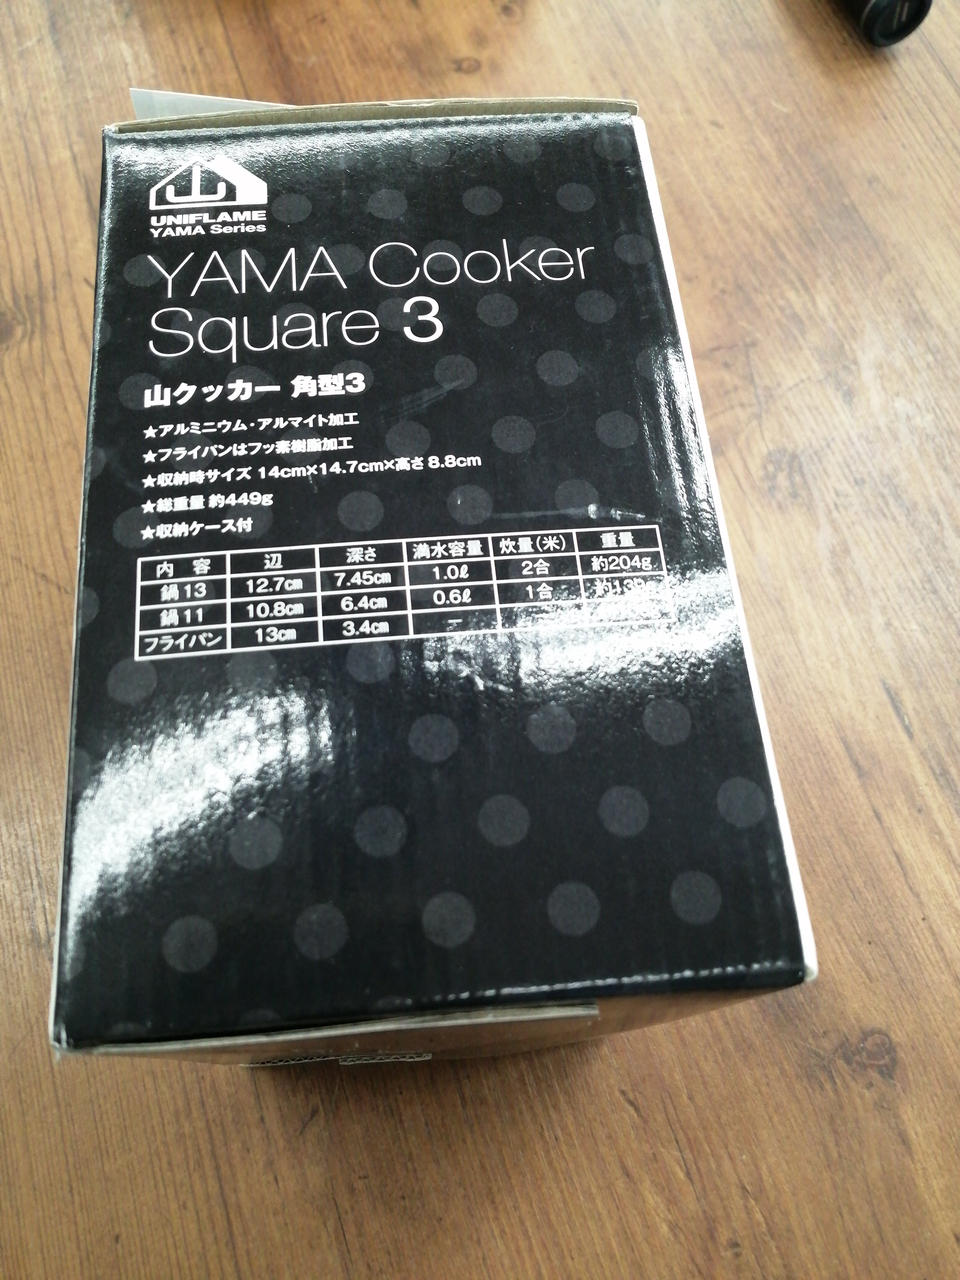 山
UNIFLAME
YAMA Series
YAMA Cooker
Square 3
山クッカー 角型3
★アルミニウム・アルマイト加工
★フライパンはフッ素樹脂加工
★収納時サイズ 14cm×14.7cm×高さ 8.8cm
★総重量 約449g
★収納ケース付
内 容 辺 深さ 満水容量 炊量(米) 重量
鍋13 12.7cm 7.45cm 1.0ℓ 2合 約204g
鍋11 10.8cm 6.4cm 0.6ℓ 1合
フライパン 13cm 3.4cm —